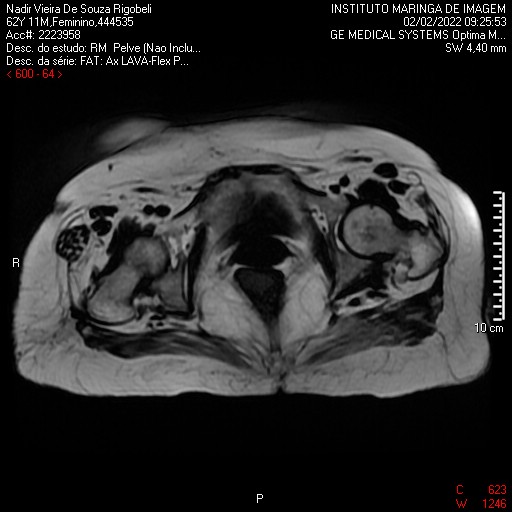 Nadir Vieira De Souza Rigobeli
62Y 11M,Feminino,444535
Acc#: 2223958
Desc. do estudo: RM Pelve (Nao Inclu...
Desc. da série: FAT: Ax LAVA-Flex P...
< 600 - 64 >
INSTITUTO MARINGA DE IMAGEM
02/02/2022 09:25:53
GE MEDICAL SYSTEMS Optima M...
SW 4,40 mm
R
10 cm
P
C 623
W 1246